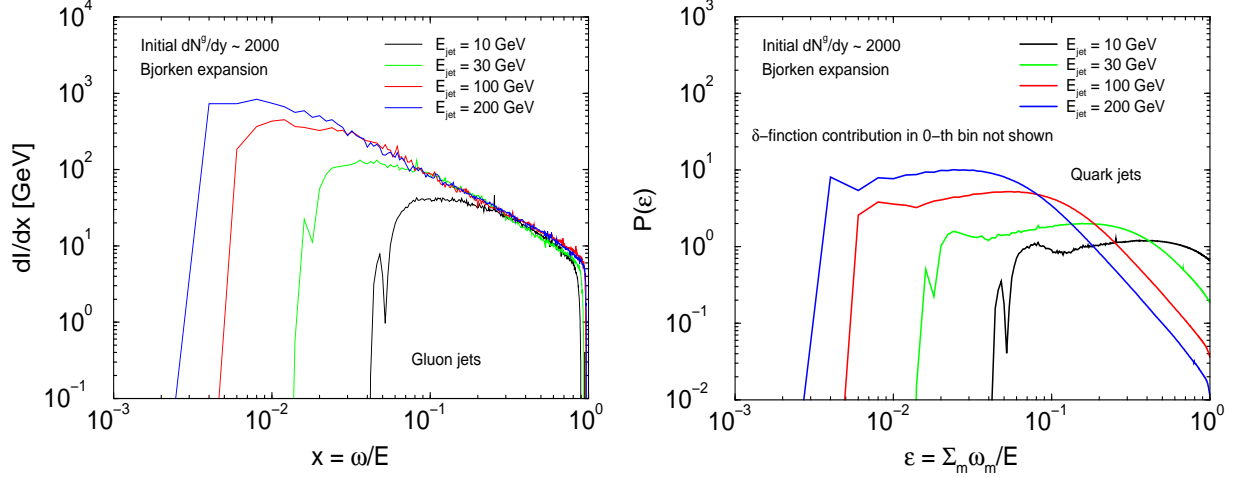 Initial dN^g/dy ~ 2000
Bjorken expansion
E_jet = 10 GeV
E_jet = 30 GeV
E_jet = 100 GeV
E_jet = 200 GeV
Gluon jets
dI/dx [GeV]
10^4
10^3
10^2
10^1
10^0
10^-1
10^-3
10^-2
10^-1
10^0
x = ω/E
Initial dN^g/dy ~ 2000
Bjorken expansion
E_jet = 10 GeV
E_jet = 30 GeV
E_jet = 100 GeV
E_jet = 200 GeV
δ−finction contribution in 0-th bin not shown
Quark jets
P(ε)
10^3
10^2
10^1
10^0
10^-1
10^-2
10^-3
10^-2
10^-1
10^0
ε = Σ_m ω_m/E